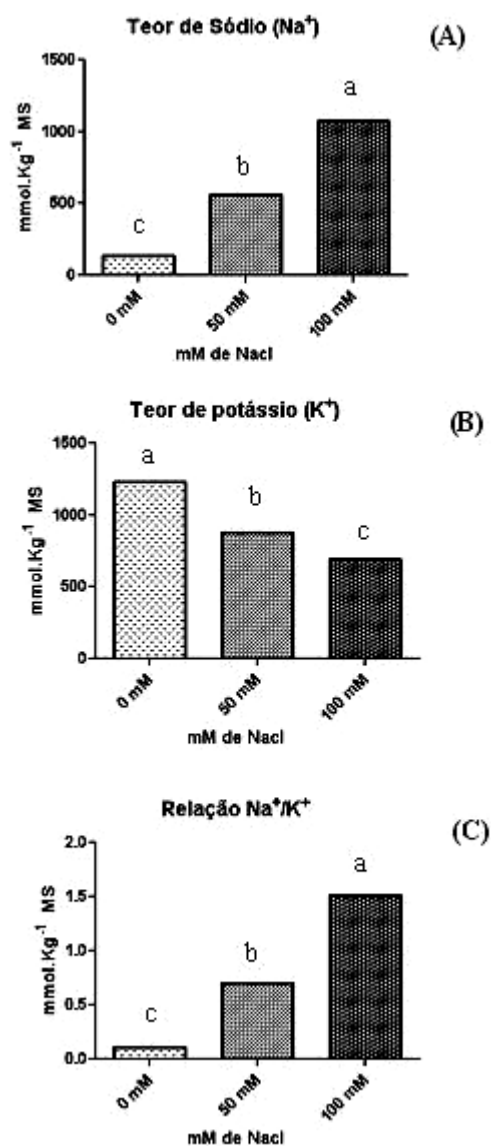 Teor de Sódio (Na⁺)
(A)
1500
1000
500
0
mmol.Kg⁻¹ MS
c
b
a
0 mM
50 mM
100 mM
mM de Nacl
Teor de potássio (K⁺)
(B)
1500
1000
500
0
mmol.Kg⁻¹ MS
a
b
c
0 mM
50 mM
100 mM
mM de Nacl
Relação Na⁺/K⁺
(C)
2.0
1.5
1.0
0.5
0.0
mmol.Kg⁻¹ MS
c
b
a
0 mM
50 mM
100 mM
mM de Nacl